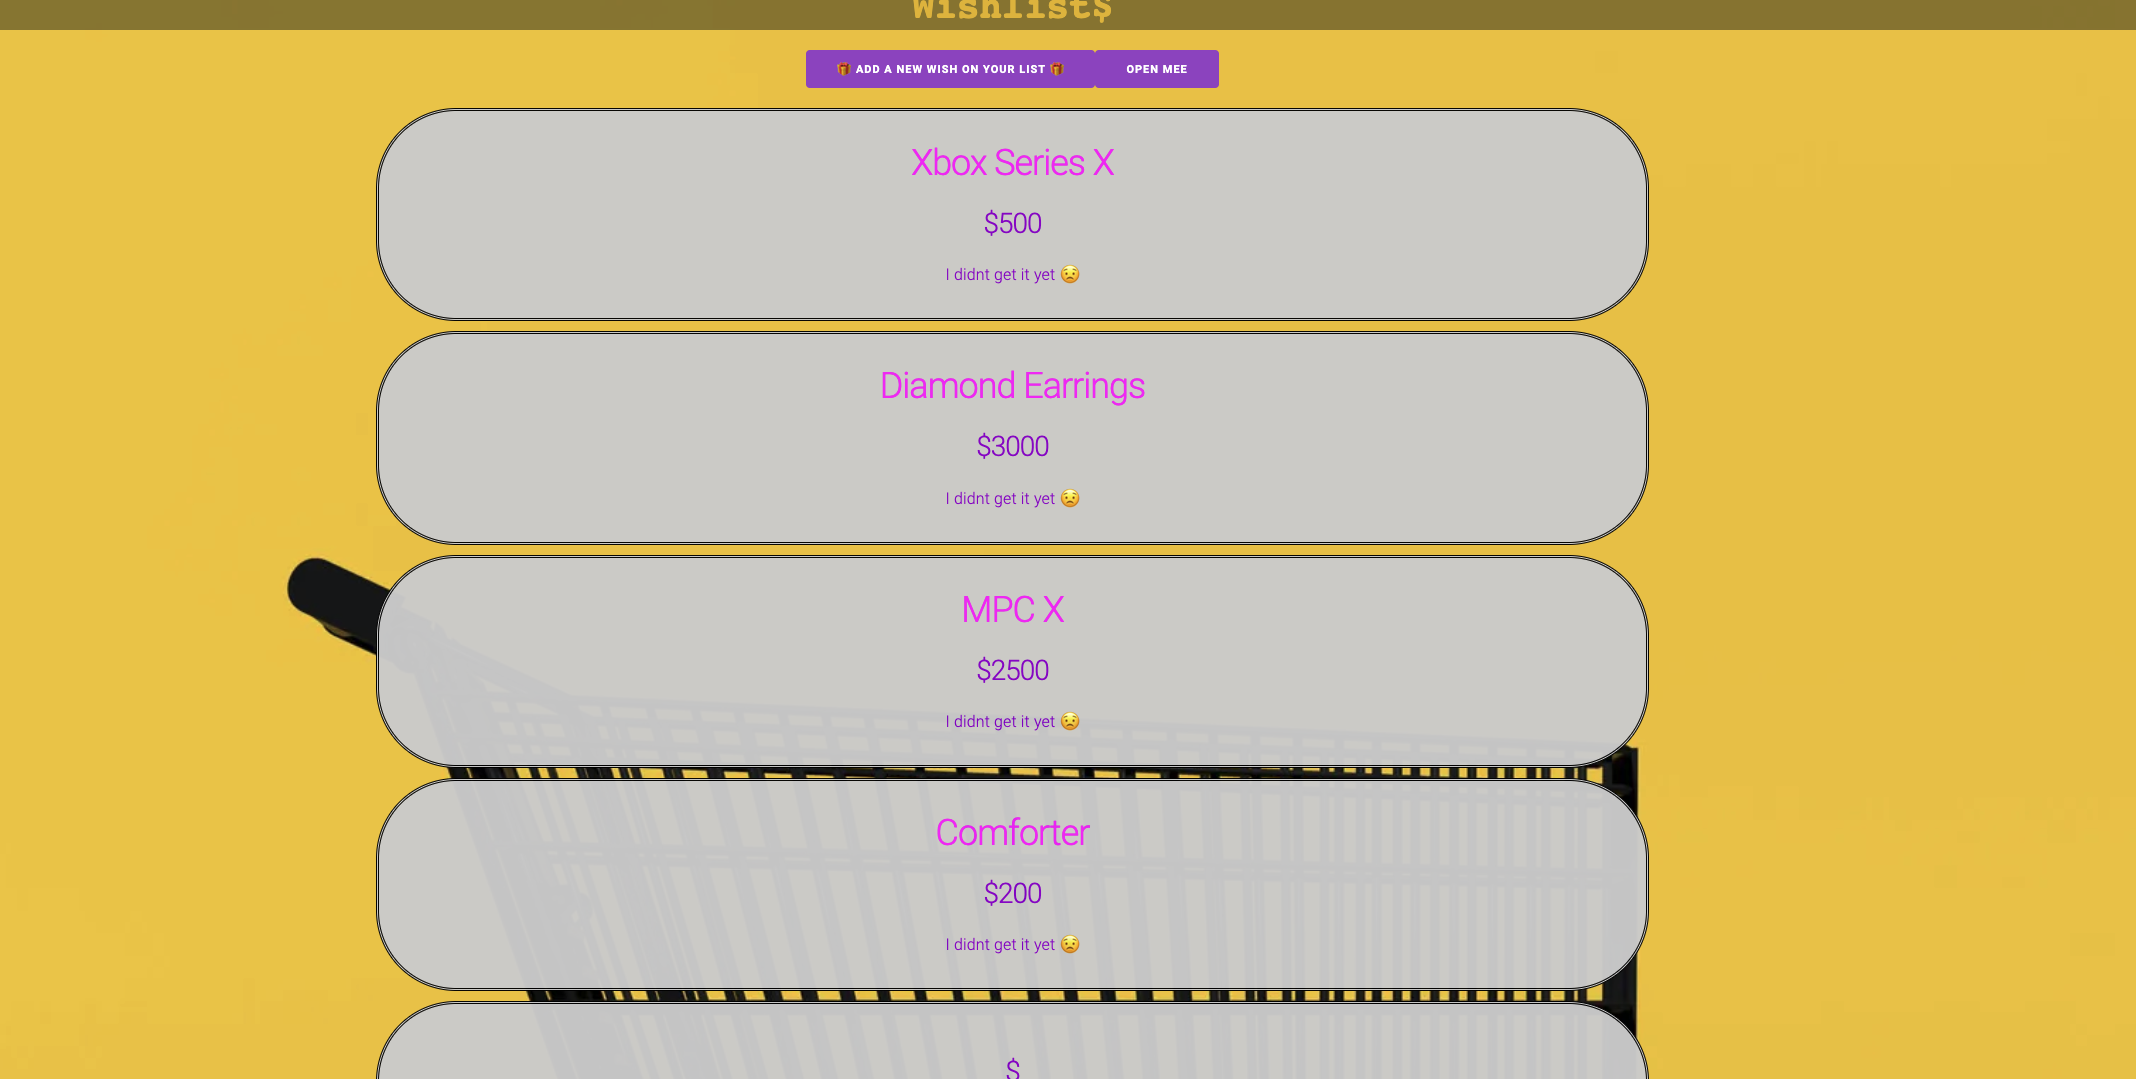 Wishlist$
🎁 ADD A NEW WISH ON YOUR LIST 🎁 OPEN MEE
Xbox Series X
$500
I didnt get it yet 😟
Diamond Earrings
$3000
I didnt get it yet 😟
MPC X
$2500
I didnt get it yet 😟
Comforter
$200
I didnt get it yet 😟
$